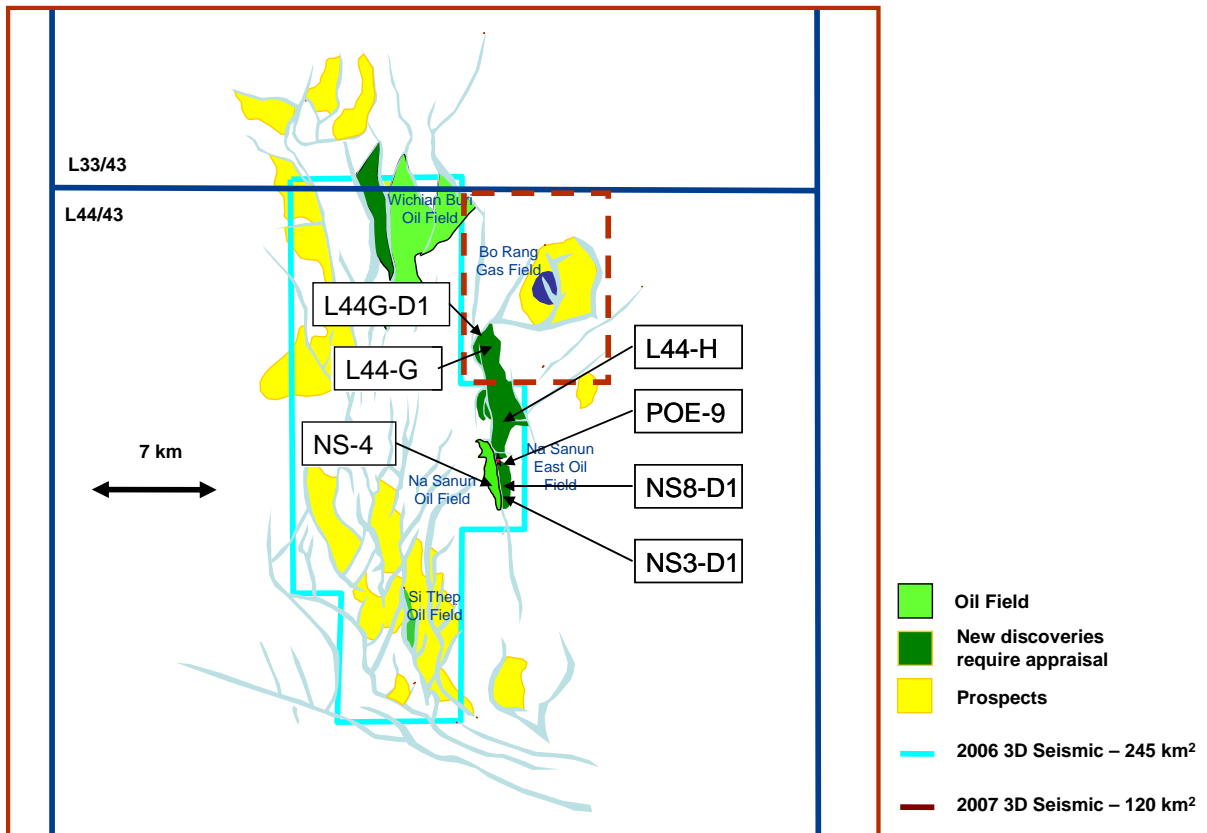 L33/43
L44/43
Wichian Buri
Oil Field
Bo Rang
Gas Field
L44G-D1
L44-G
L44-H
POE-9
NS-4
7 km
Na Sanun
East Oil
Field
Na Sanun
Oil Field
NS8-D1
NS3-D1
Si Thep
Oil Field
Oil Field
New discoveries
require appraisal
Prospects
2006 3D Seismic – 245 km²
2007 3D Seismic – 120 km²